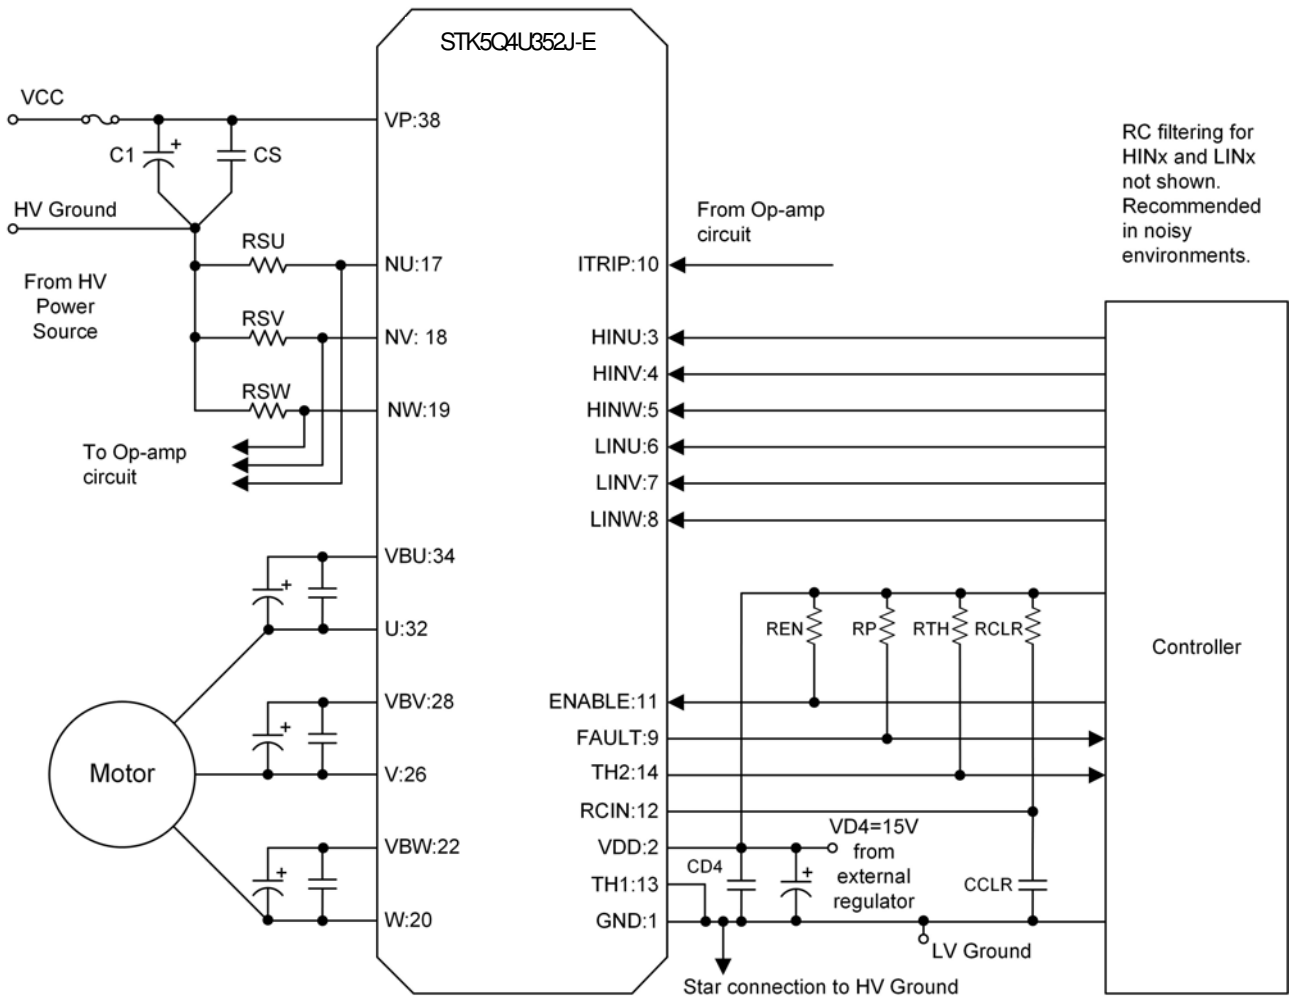 STK5Q4U352J-E
VCC
VP:38
C1
+
CS
HV Ground
From HV
Power
Source
RSU
NU:17
RSV
NV: 18
RSW
NW:19
To Op-amp
circuit
From Op-amp
circuit
ITRIP:10
RC filtering for
HINx and LINx
not shown.
Recommended
in noisy
environments.
HINU:3
HINV:4
HINW:5
LINU:6
LINV:7
LINW:8
VBU:34
+
U:32
VBV:28
+
V:26
VBW:22
+
W:20
Motor
REN
RP
RTH
RCLR
Controller
ENABLE:11
FAULT:9
TH2:14
RCIN:12
VDD:2
TH1:13
GND:1
CD4
+
VD4=15V
from
external
regulator
CCLR
LV Ground
Star connection to HV Ground